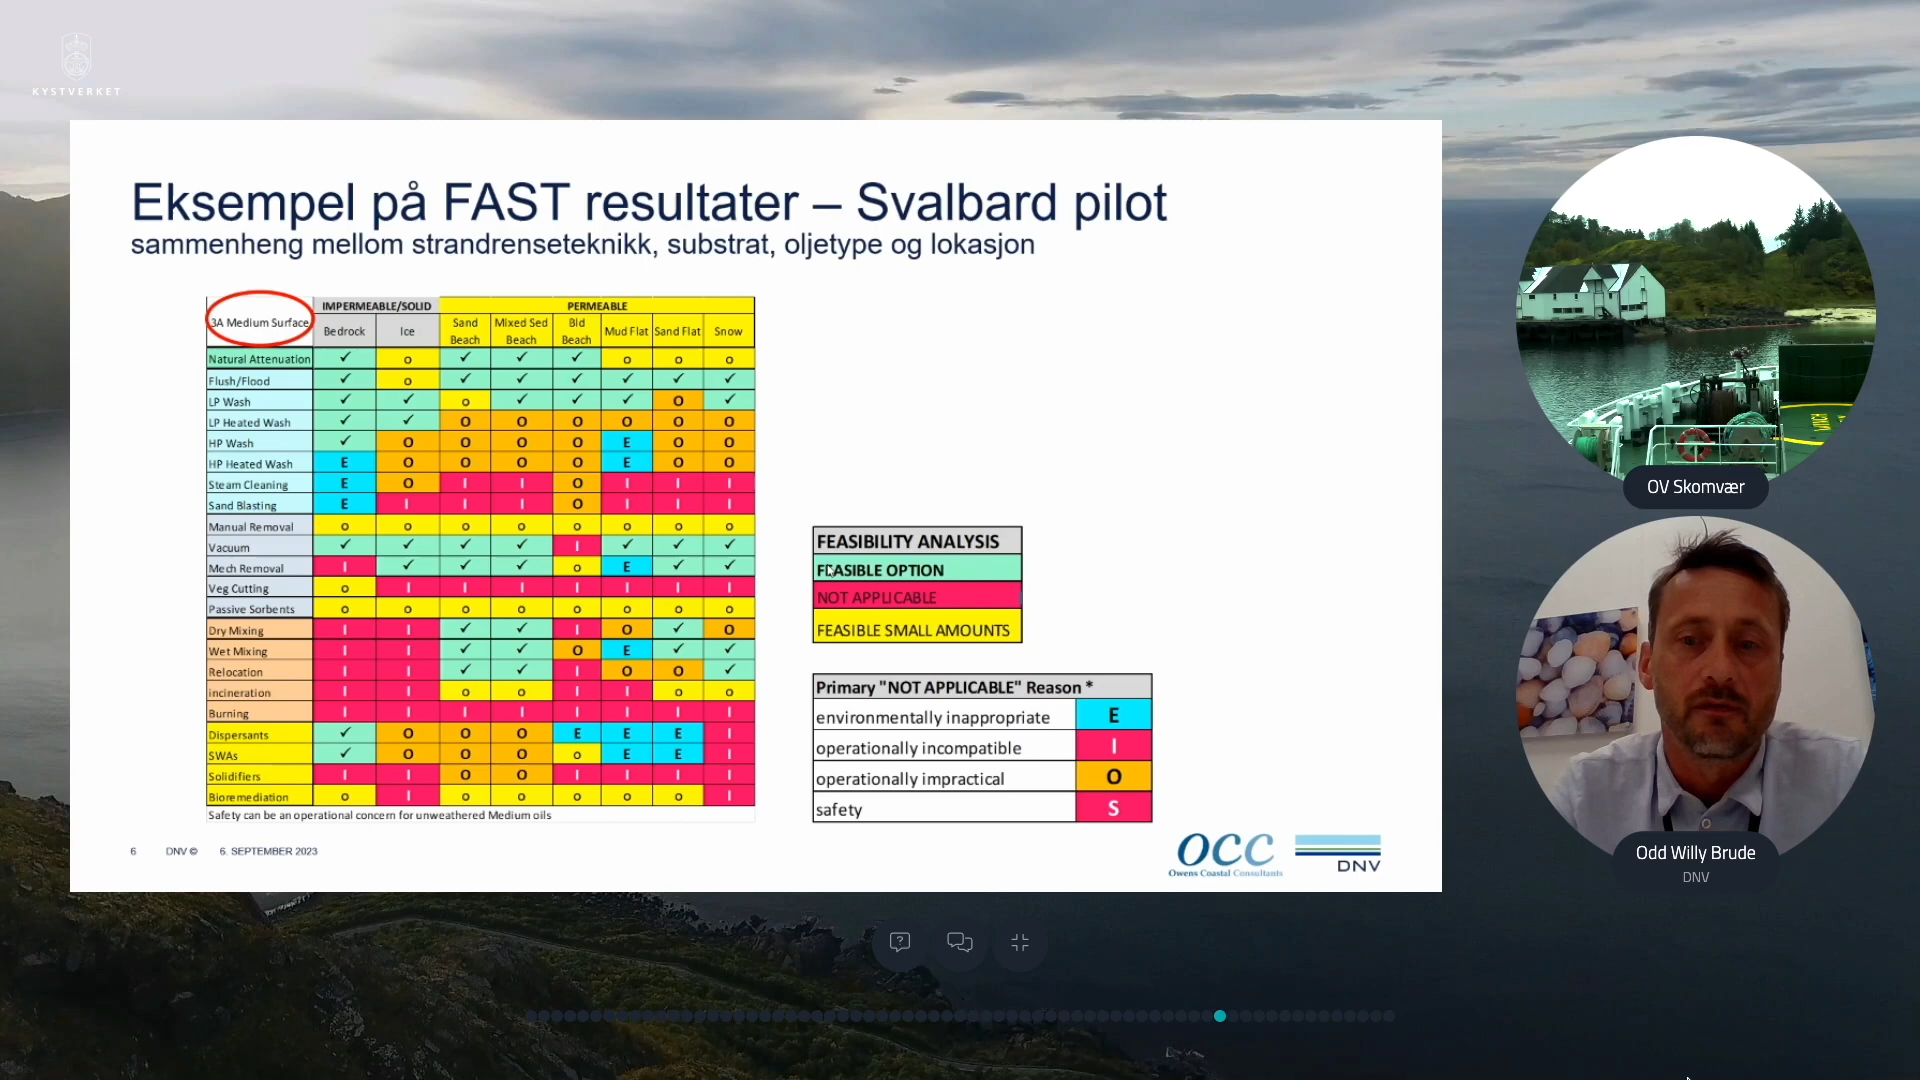 KYSTVERKET
Eksempel på FAST resultater – Svalbard pilot
sammenheng mellom strandrenseteknikk, substrat, oljetype og lokasjon
3A Medium Surface IMPERMEABLE/SOLID PERMEABLE
Bedrock Ice Sand Beach Mixed Sed Beach Bld Beach Mud Flat Sand Flat Snow
Natural Attenuation ✓ o ✓ ✓ ✓ o o o
Flush/Flood ✓ o ✓ ✓ ✓ ✓ ✓ ✓
LP Wash ✓ ✓ o ✓ ✓ ✓ O ✓
LP Heated Wash ✓ ✓ O O O O O O
HP Wash ✓ O O O O E O O
HP Heated Wash E O O O O E O O
Steam Cleaning E O I I O I I I
Sand Blasting E I I I O I I I
Manual Removal o o o o o o o o
Vacuum ✓ ✓ ✓ ✓ I ✓ ✓ ✓
Mech Removal I ✓ ✓ ✓ o E ✓ ✓
Veg Cutting o I I I I I I I
Passive Sorbents o o o o o o o o
Dry Mixing I I ✓ ✓ I O ✓ O
Wet Mixing I I ✓ ✓ O E ✓ ✓
Relocation I I ✓ ✓ I O O ✓
incineration I I o o I I o o
Burning I I I I I I I I
Dispersants ✓ O O O E E E I
SWAs ✓ O O O o E E I
Solidifiers I I O O I I I I
Bioremediation o I o o o o o I
Safety can be an operational concern for unweathered Medium oils
FEASIBILITY ANALYSIS
FEASIBLE OPTION
NOT APPLICABLE
FEASIBLE SMALL AMOUNTS
Primary "NOT APPLICABLE" Reason *
environmentally inappropriate E
operationally incompatible I
operationally impractical O
safety S
6 DNV © 6. SEPTEMBER 2023
OCC
Owens Coastal Consultants
DNV
WINCH
OV Skomvær
Odd Willy Brude
DNV